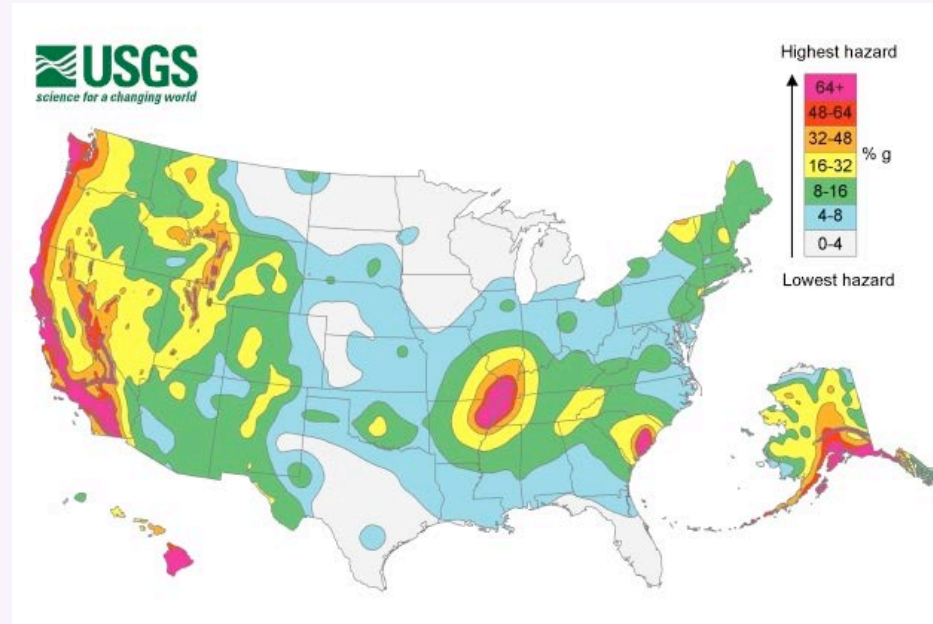 USGS
science for a changing world
Highest hazard
64+
48-64
32-48
16-32
8-16
4-8
0-4
% g
Lowest hazard